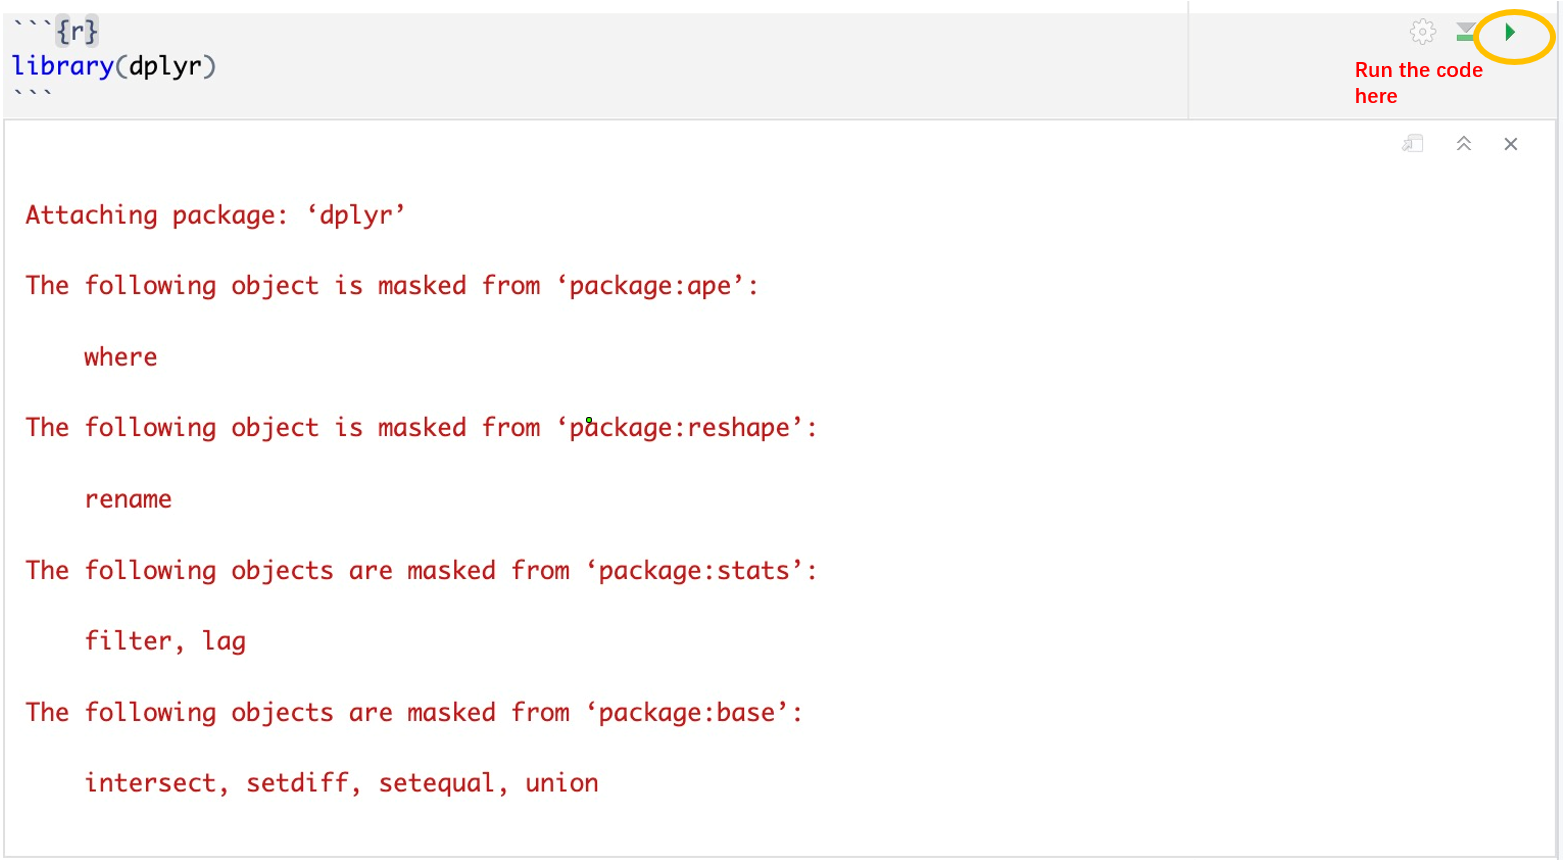 ```{r}
library(dplyr)
```
Run the code
here
Attaching package: ‘dplyr’
The following object is masked from ‘package:ape’:
where
The following object is masked from ‘package:reshape’:
rename
The following objects are masked from ‘package:stats’:
filter, lag
The following objects are masked from ‘package:base’:
intersect, setdiff, setequal, union